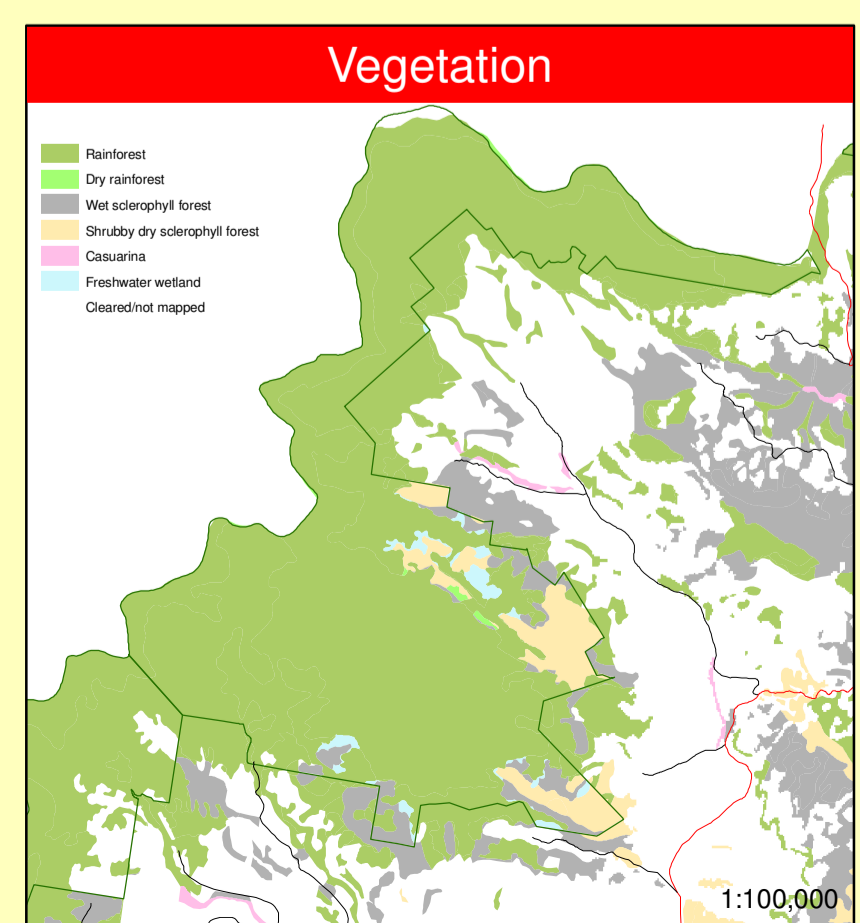 Vegetation
Rainforest
Dry rainforest
Wet sclerophyll forest
Shrubby dry sclerophyll forest
Casuarina
Freshwater wetland
Cleared/not mapped
1:100,000